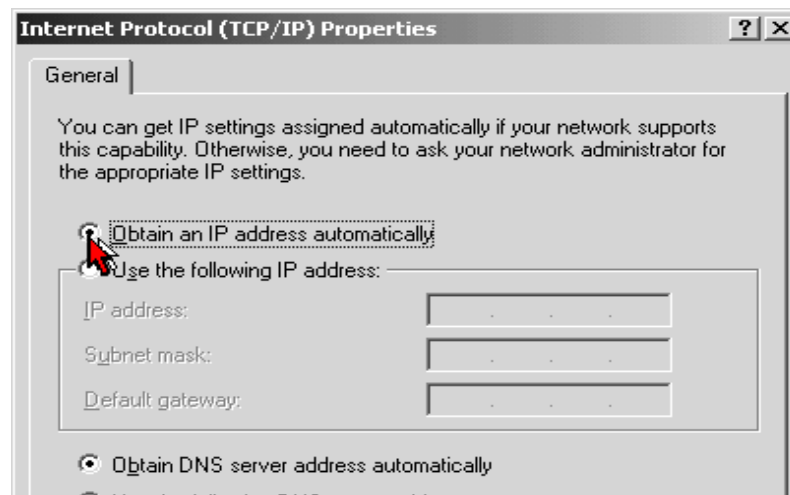 Internet Protocol (TCP/IP) Properties
General
You can get IP settings assigned automatically if your network supports
this capability. Otherwise, you need to ask your network administrator for
the appropriate IP settings.
Obtain an IP address automatically
Use the following IP address:
IP address:
Subnet mask:
Default gateway:
Obtain DNS server address automatically